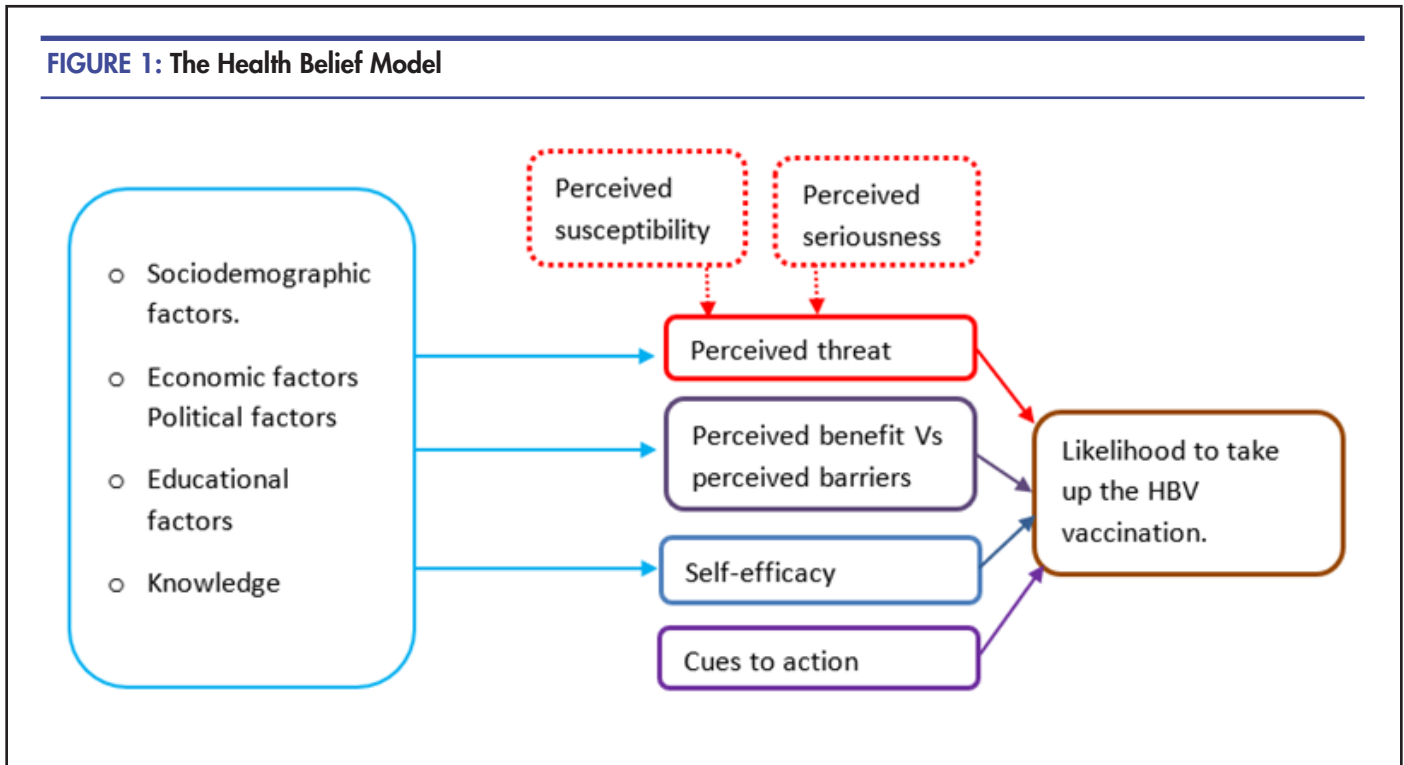 FIGURE 1: The Health Belief Model
Perceived
susceptibility
Perceived
seriousness
o Sociodemographic
factors.
o Economic factors
Political factors
o Educational
factors
o Knowledge
Perceived threat
Perceived benefit Vs
perceived barriers
Self-efficacy
Cues to action
Likelihood to take
up the HBV
vaccination.